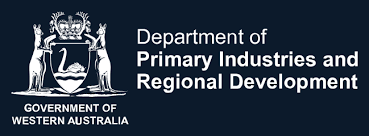 Department of
Primary Industries and
Regional Development
GOVERNMENT OF
WESTERN AUSTRALIA